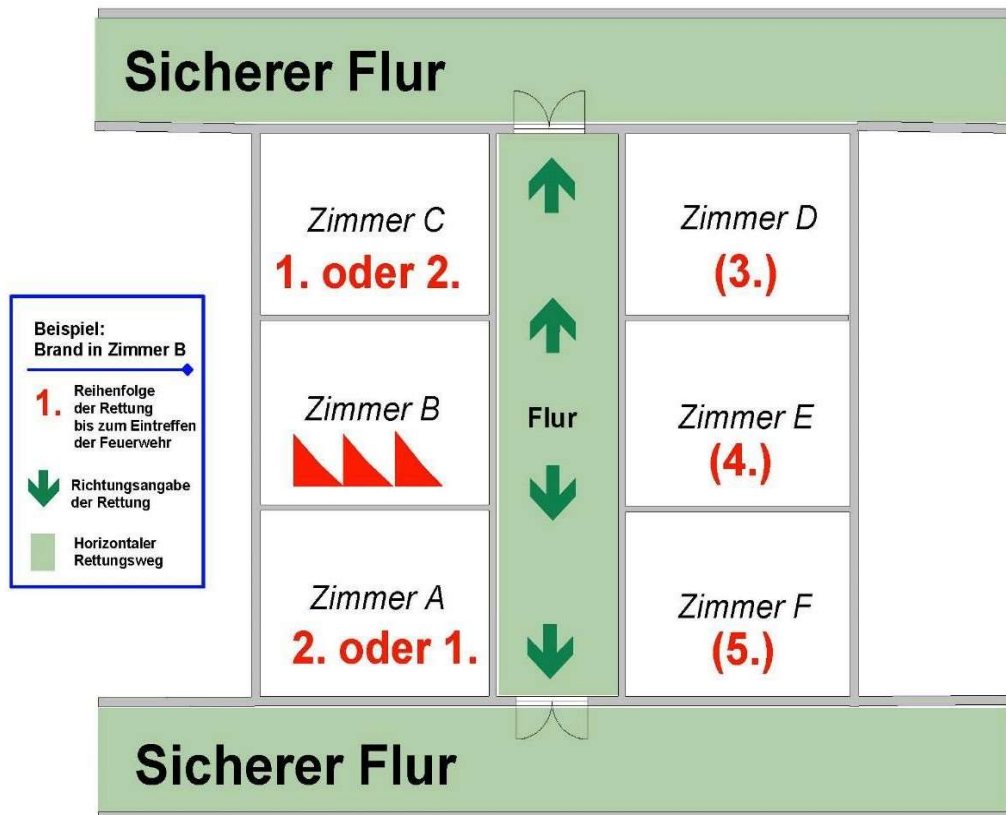 Sicherer Flur
Zimmer C
1. oder 2.
Zimmer D
(3.)
Beispiel:
Brand in Zimmer B
1. Reihenfolge
der Rettung
bis zum Eintreffen
der Feuerwehr
Richtungsangabe
der Rettung
Horizontaler
Rettungsweg
Zimmer B
Flur
Zimmer E
(4.)
Zimmer A
2. oder 1.
Zimmer F
(5.)
Sicherer Flur